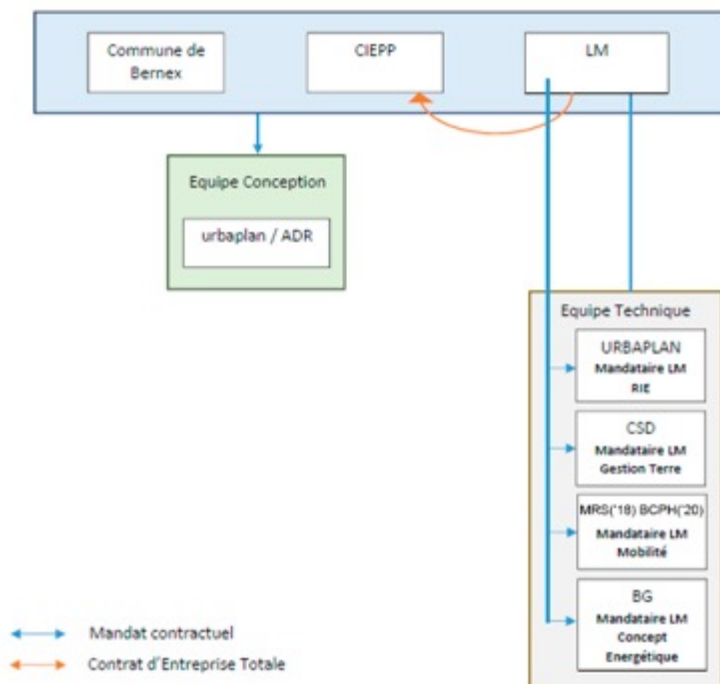 Commune de
Bernex
CIEPP
LM
Equipe Conception
urbaplan / ADR
Equipe Technique
URBAPLAN
Mandataire LM
RIE
CSD
Mandataire LM
Gestion Terre
MRS('18) BCPH('20)
Mandataire LM
Mobilité
BG
Mandataire LM
Concept
Energétique
Mandat contractuel
Contrat d'Entreprise Totale